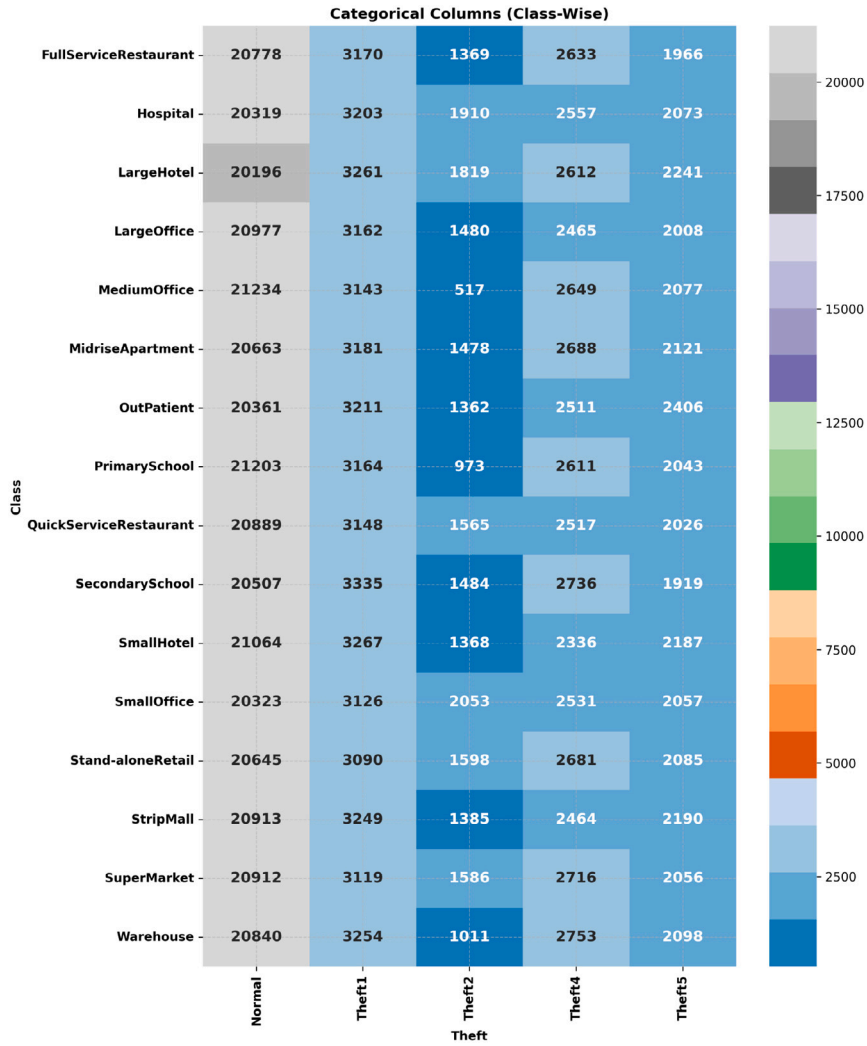 Categorical Columns (Class-Wise)
FullServiceRestaurant 20778 3170 1369 2633 1966
Hospital 20319 3203 1910 2557 2073
LargeHotel 20196 3261 1819 2612 2241
LargeOffice 20977 3162 1480 2465 2008
MediumOffice 21234 3143 517 2649 2077
MidriseApartment 20663 3181 1478 2688 2121
OutPatient 20361 3211 1362 2511 2406
PrimarySchool 21203 3164 973 2611 2043
QuickServiceRestaurant 20889 3148 1565 2517 2026
SecondarySchool 20507 3335 1484 2736 1919
SmallHotel 21064 3267 1368 2336 2187
SmallOffice 20323 3126 2053 2531 2057
Stand-aloneRetail 20645 3090 1598 2681 2085
StripMall 20913 3249 1385 2464 2190
SuperMarket 20912 3119 1586 2716 2056
Warehouse 20840 3254 1011 2753 2098
Class
Normal Theft1 Theft2 Theft4 Theft5
Theft
20000
17500
15000
12500
10000
7500
5000
2500